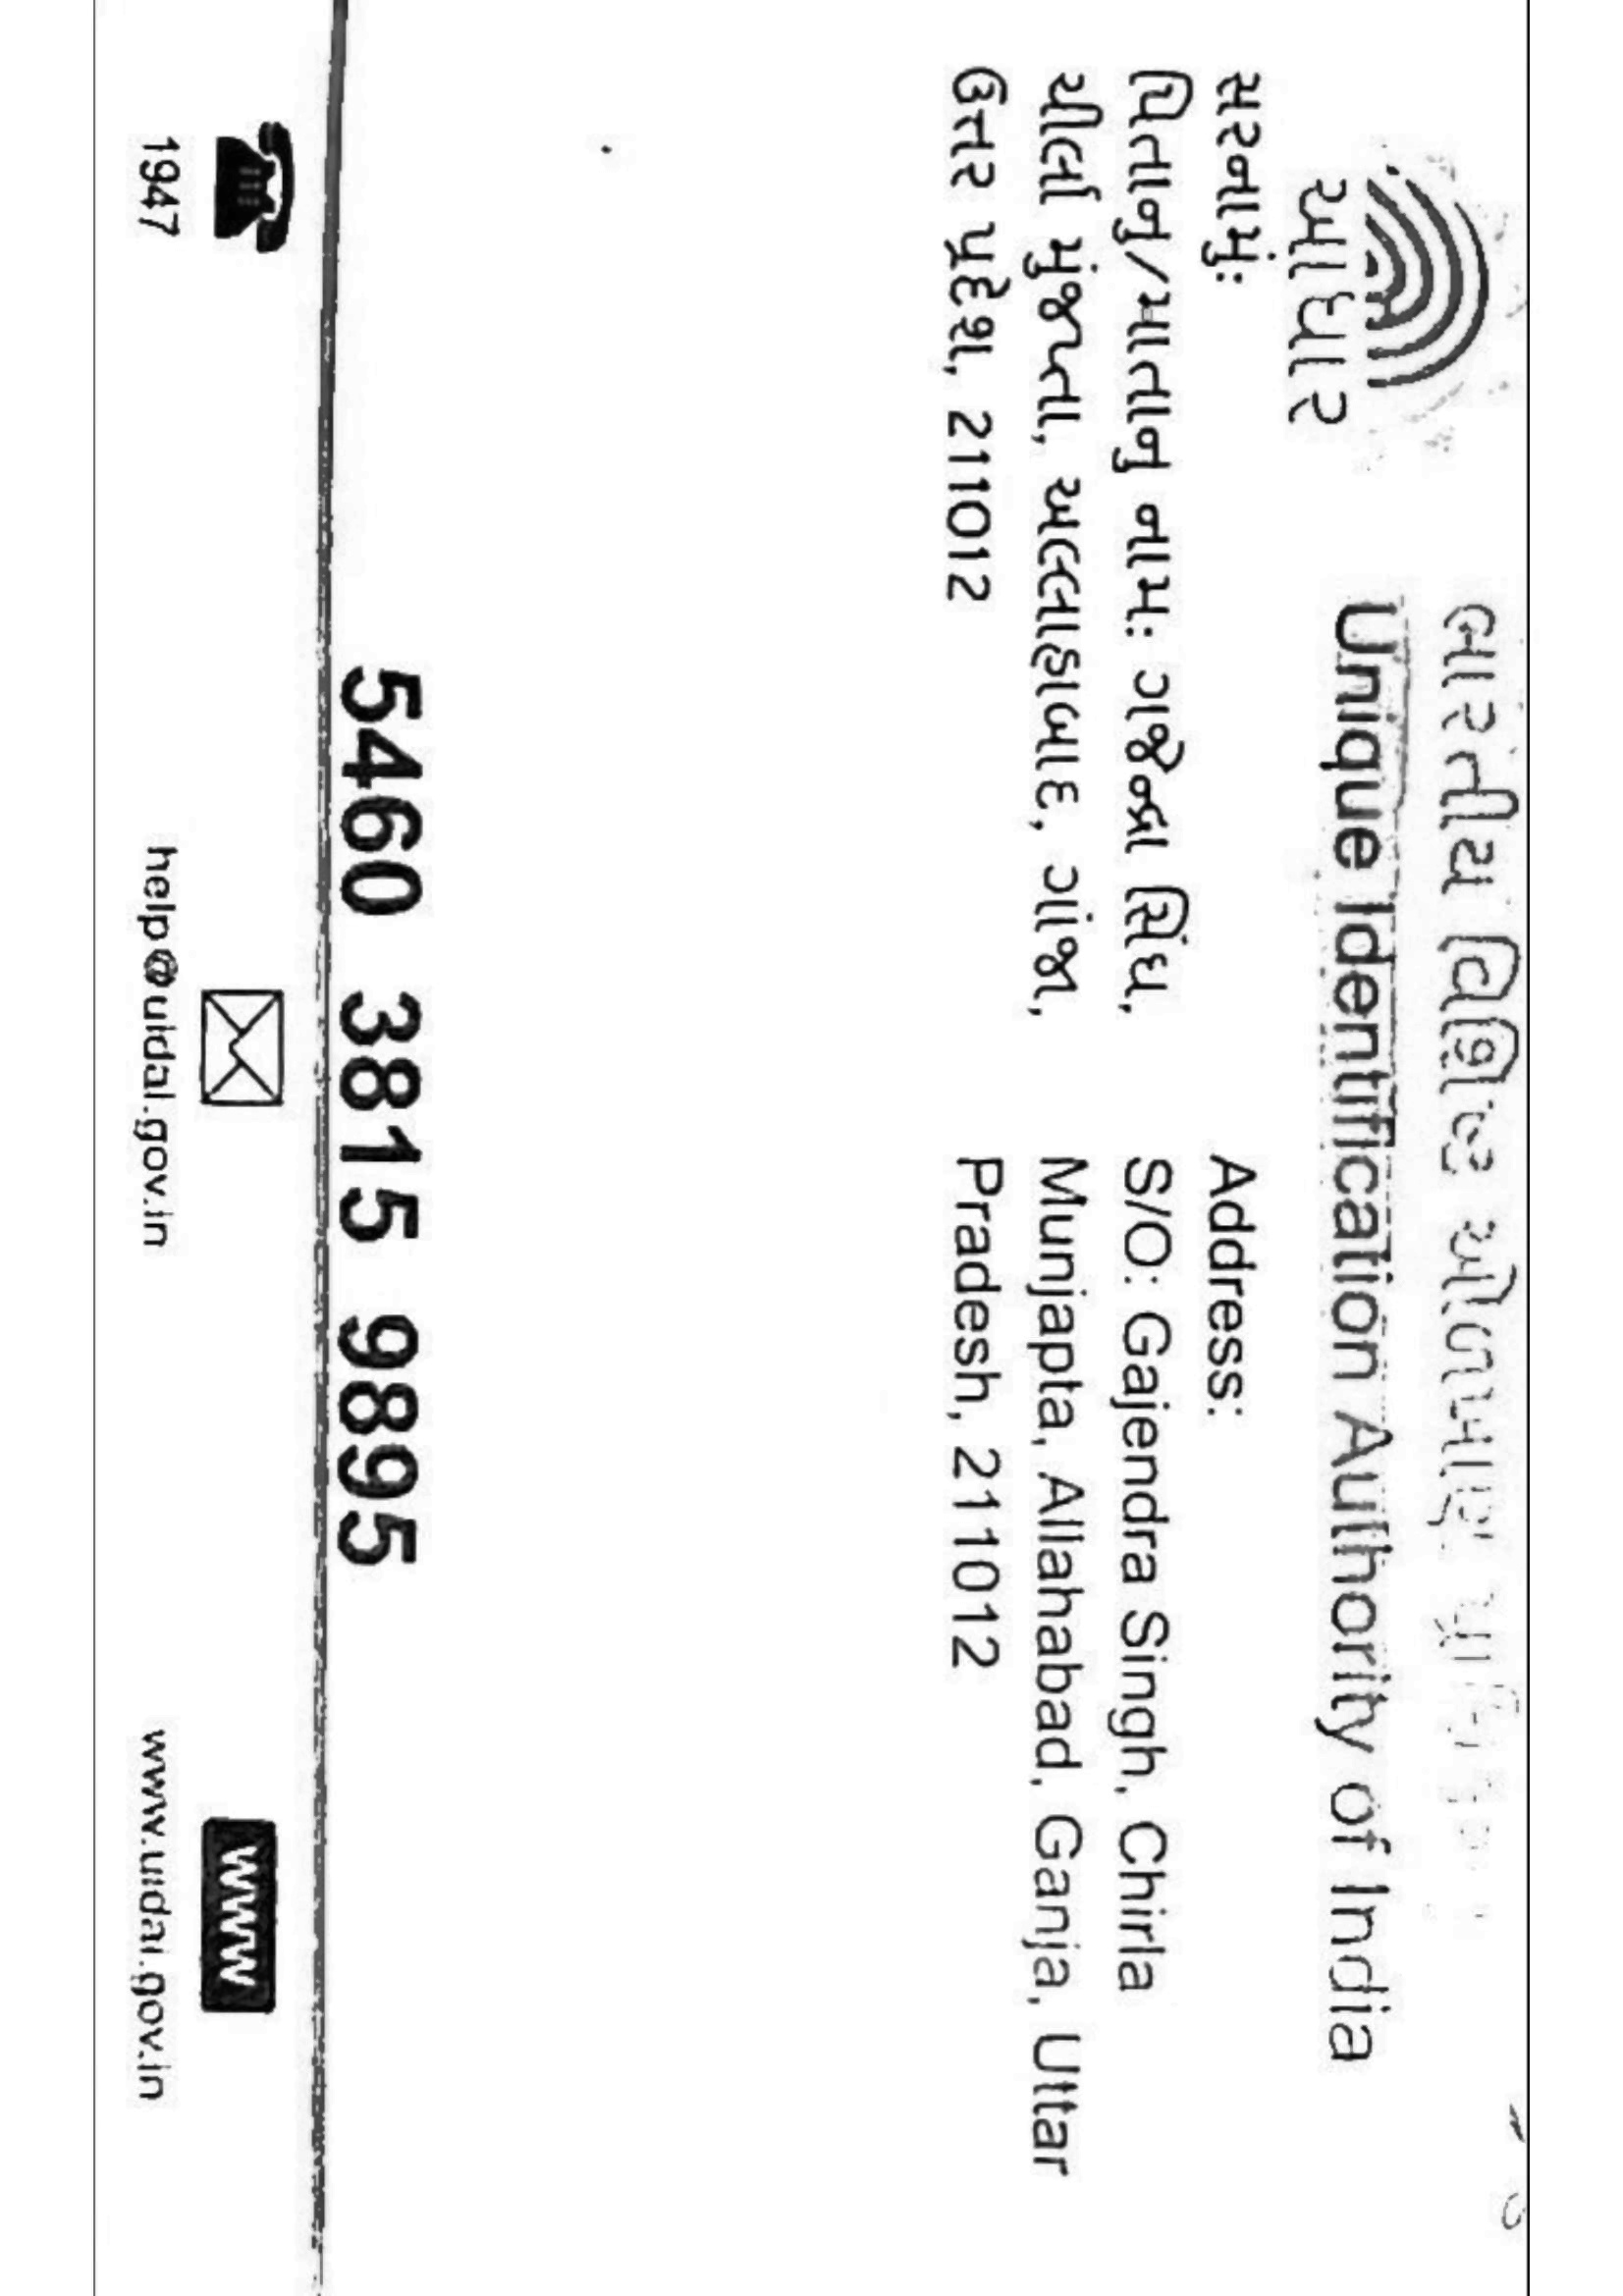 ભારતીય વિશિષ્ટ ઓળખાણ
Unique Identification Authority of India
આધાર
સરનામું:
પિતાનુ/માતાનુ નામ: ગજેન્દ્રા સિંઘ,
ચીર્લા મુંજપ્તા, અલ્લાહાબાદ, ગાંજા,
ઉત્તર પ્રદેશ, 211012
Address:
S/O: Gajendra Singh, Chirla
Munjapta, Allahabad, Ganja, Uttar
Pradesh, 211012
5460 3815 9895
1947
help@uidai.gov.in
WWW
www.uidai.gov.in